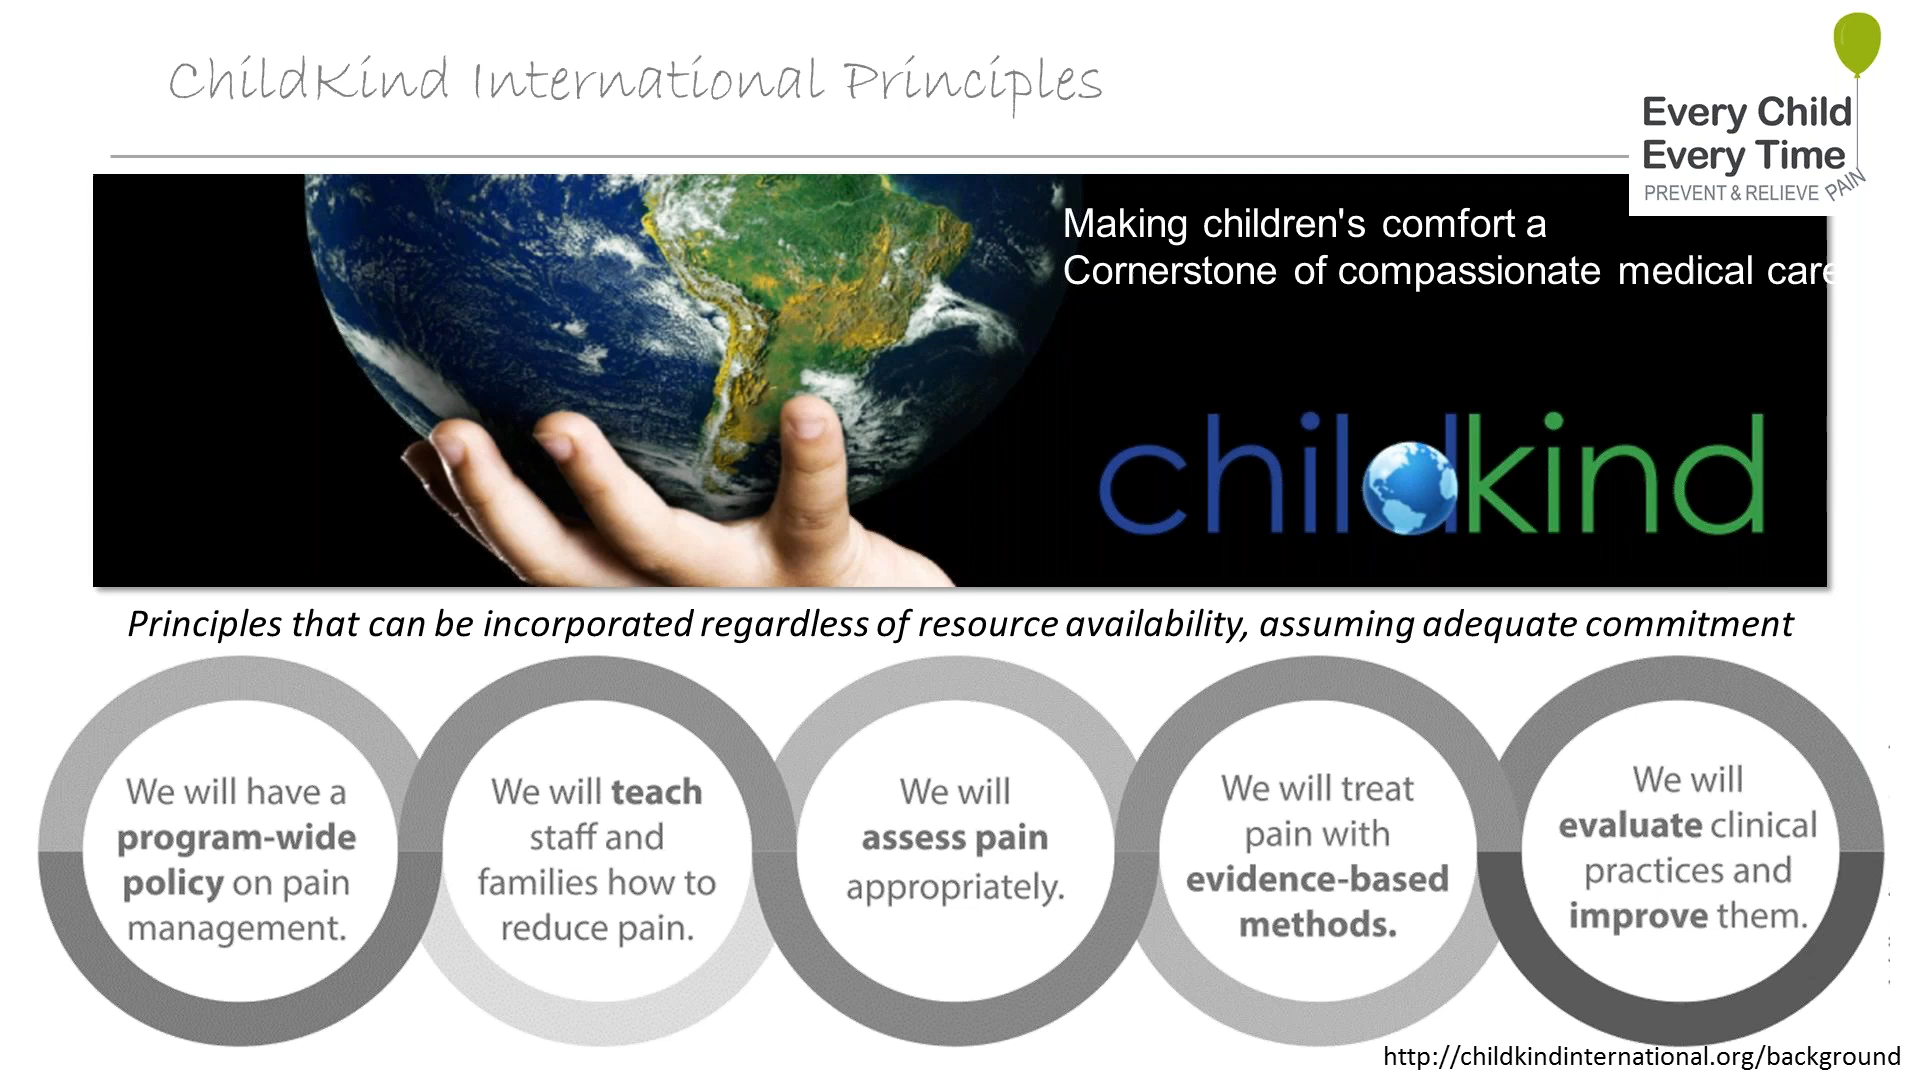 ChildKind International Principles
Every Child
Every Time
PREVENT & RELIEVE PAIN
Making children's comfort a
Cornerstone of compassionate medical care
childkind
Principles that can be incorporated regardless of resource availability, assuming adequate commitment
We will have a
program-wide
policy on pain
management.
We will teach
staff and
families how to
reduce pain.
We will
assess pain
appropriately.
We will treat
pain with
evidence-based
methods.
We will
evaluate clinical
practices and
improve them.
http://childkindinternational.org/background